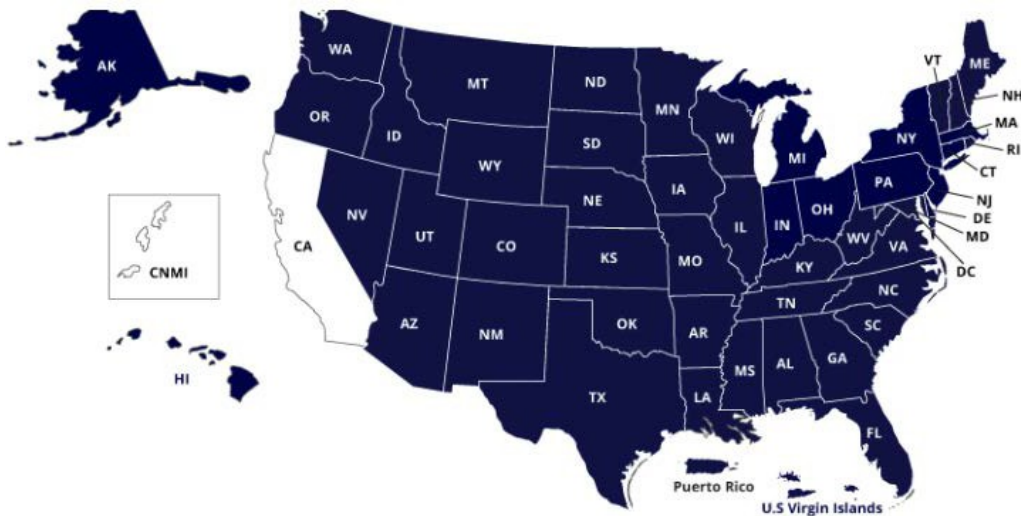 AK
WA
MT
ND
MN
VT
ME
NH
MA
RI
CT
OR
ID
SD
WI
MI
NY
WY
IA
PA
NJ
NE
OH
DE
MD
DC
NV
IL
IN
CA
UT
CO
KS
MO
WV
VA
KY
CNMI
NC
TN
AZ
NM
OK
AR
SC
MS
AL
GA
HI
TX
LA
FL
Puerto Rico
U.S Virgin Islands